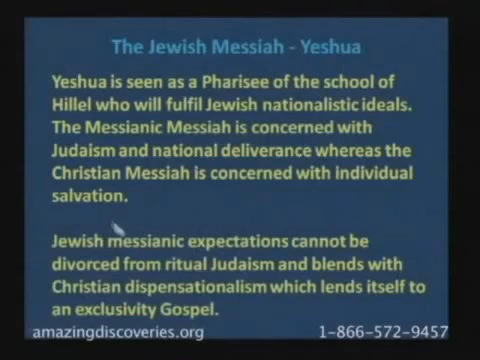 The Jewish Messiah - Yeshua
Yeshua is seen as a Pharisee of the school of
Hillel who will fulfil Jewish nationalistic ideals.
The Messianic Messiah is concerned with
Judaism and national deliverance whereas the
Christian Messiah is concerned with individual
salvation.
Jewish messianic expectations cannot be
divorced from ritual Judaism and blends with
Christian dispensationalism which lends itself to
an exclusivity Gospel.
amazingdiscoveries.org 1-866-572-9457